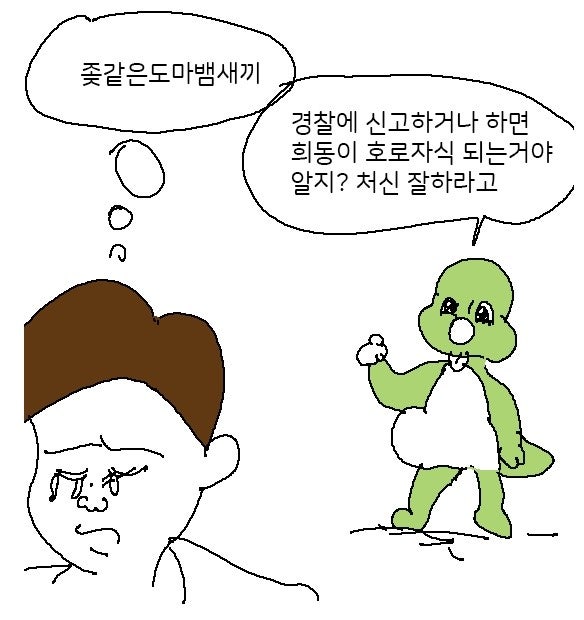 좆같은도마뱀새끼
경찰에 신고하거나 하면
희동이 호로자식 되는거야
알지? 처신 잘하라고